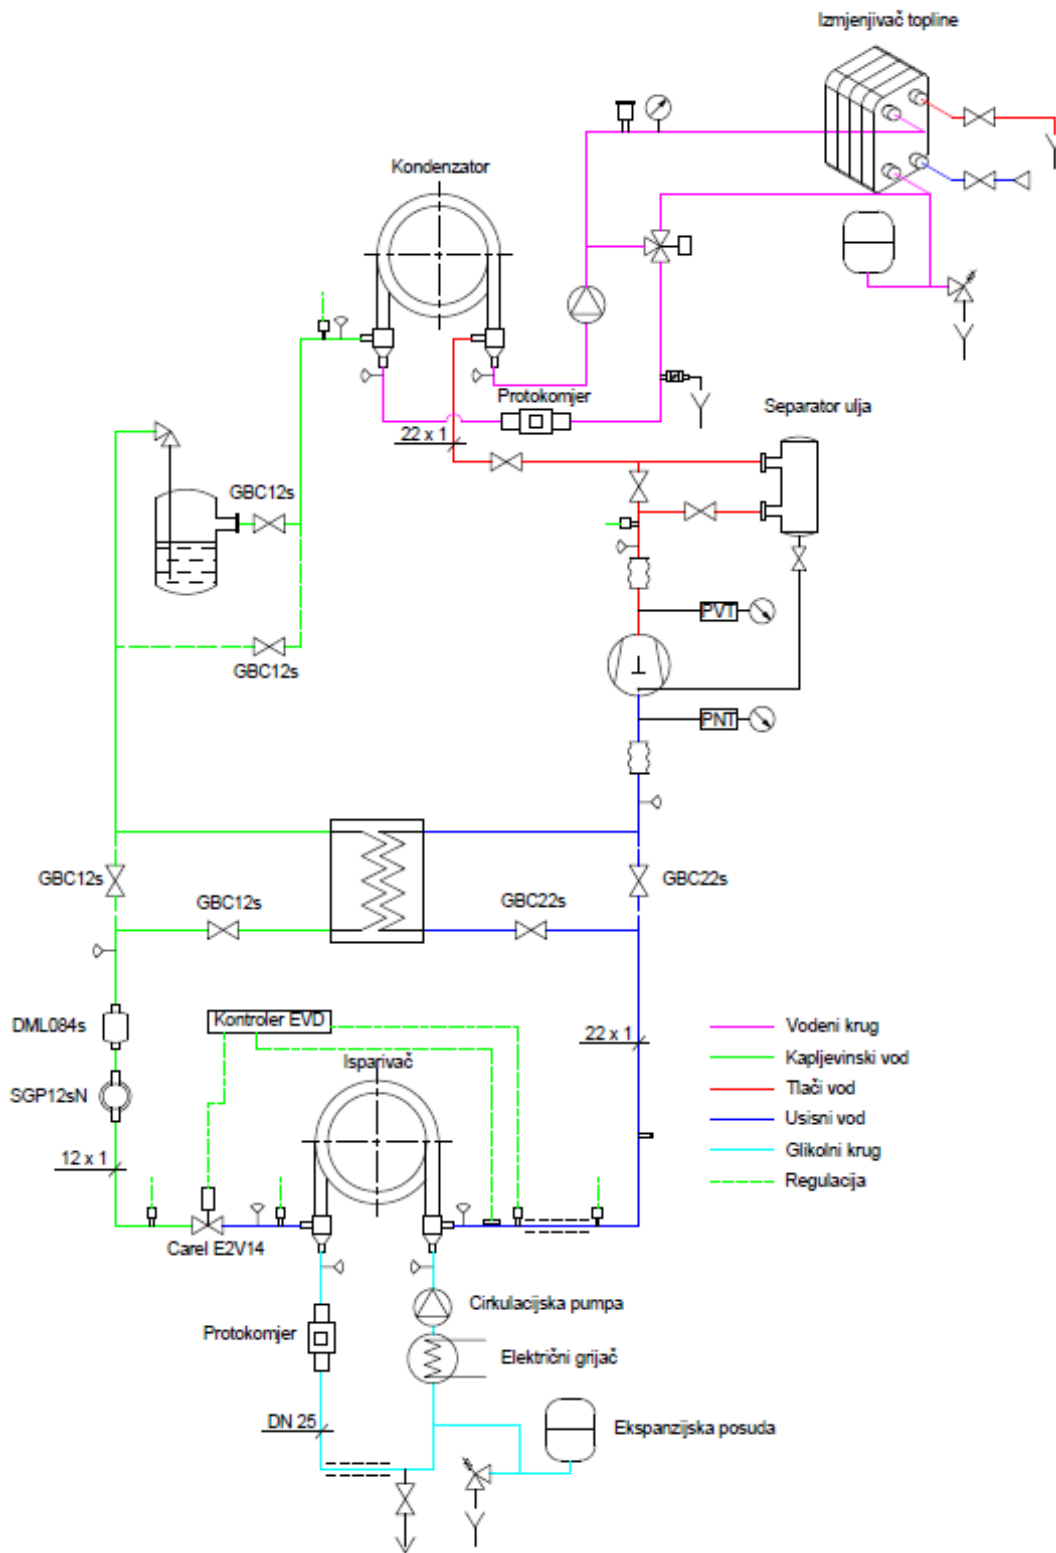 Izmjenjivač topline
Kondenzator
Protokomjer
Separator ulja
22 x 1
GBC12s
GBC12s
PVT
PNT
GBC12s
GBC22s
GBC12s
GBC22s
DML084s
Kontroler EVD
22 x 1
Isparivač
SGP12sN
12 x 1
Vodeni krug
Kapljevinski vod
Tlači vod
Usisni vod
Glikolni krug
Regulacija
Carel E2V14
Cirkulacijska pumpa
Protokomjer
Električni grijač
DN 25
Ekspanzijska posuda